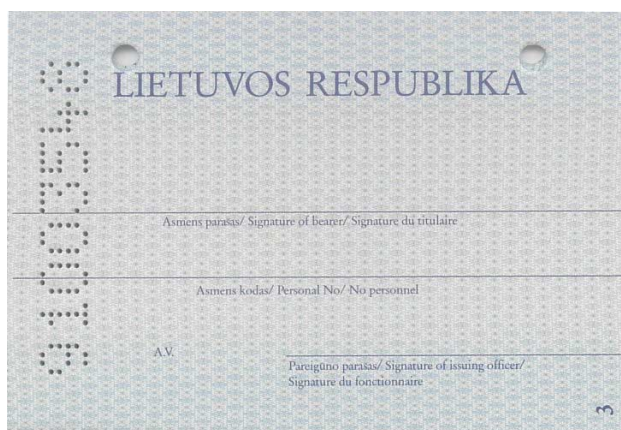 91003548
LIETUVOS RESPUBLIKA
Asmens parašas/ Signature of bearer/ Signature du titulaire
Asmens kodas/ Personal No/ No personnel
A.V.
Pareigūno parašas/ Signature of issuing officer/
Signature du fonctionnaire
3